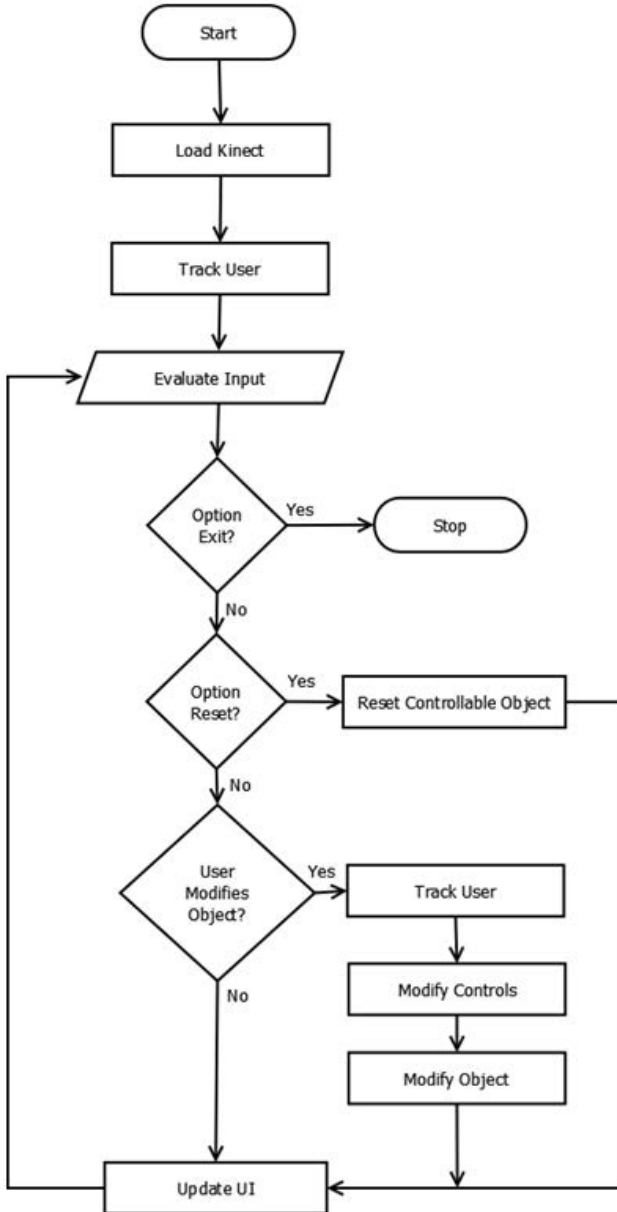 Start
Load Kinect
Track User
Evaluate Input
Option
Exit?
Yes
Stop
No
Option
Reset?
Yes
Reset Controllable Object
No
User
Modifies
Object?
Yes
Track User
Modify Controls
No
Modify Object
Update UI